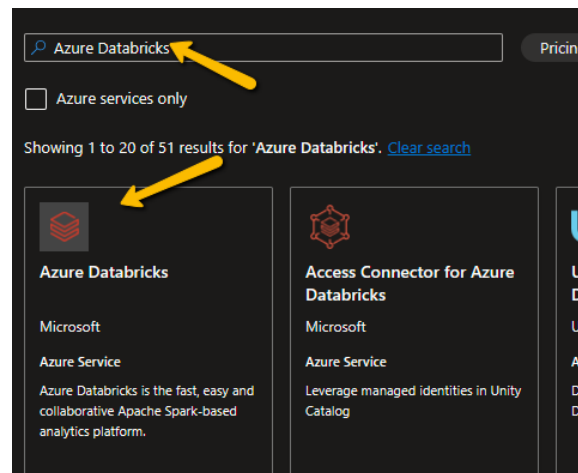 Azure Databricks
Pricin
Azure services only
Showing 1 to 20 of 51 results for 'Azure Databricks'. Clear search
Azure Databricks
Microsoft
Azure Service
Azure Databricks is the fast, easy and
collaborative Apache Spark-based
analytics platform.
Access Connector for Azure
Databricks
Microsoft
Azure Service
Leverage managed identities in Unity
Catalog